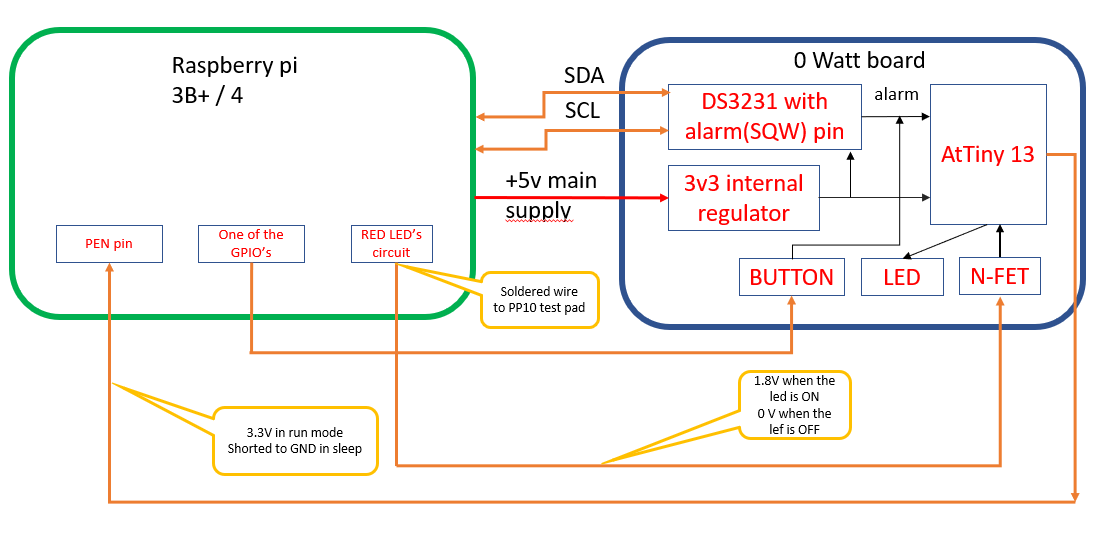 Raspberry pi
3B+ / 4
0 Watt board
SDA
SCL
DS3231 with
alarm(SQW) pin
alarm
AtTiny 13
+5v main
supply
3v3 internal
regulator
PEN pin
One of the
GPIO's
RED LED's
circuit
BUTTON
LED
N-FET
Soldered wire
to PP10 test pad
1.8V when the
led is ON
0 V when the
lef is OFF
3.3V in run mode
Shorted to GND in sleep